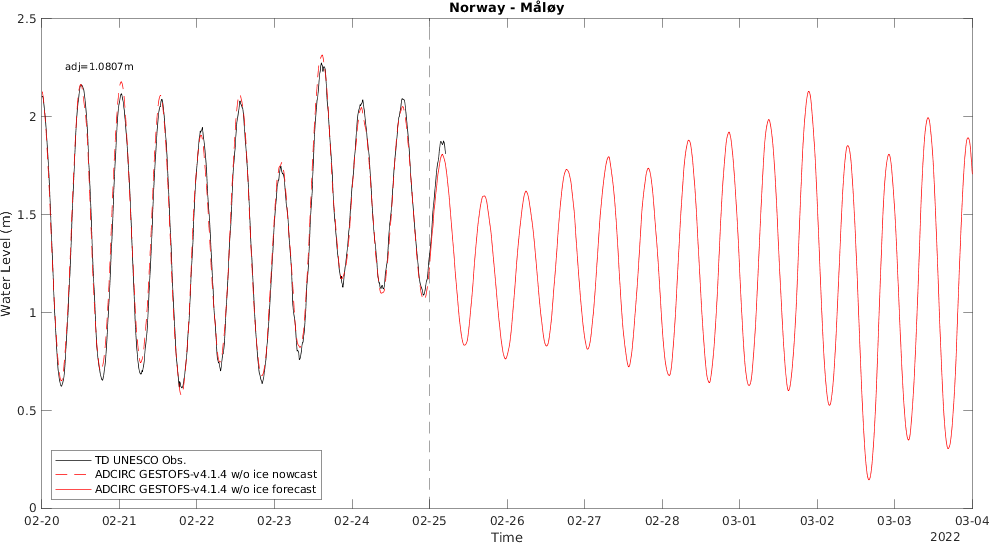 Norway - Måløy
2.5
adj=1.0807m
2
1.5
Water Level (m)
1
0.5
TD UNESCO Obs.
ADCIRC GESTOFS-v4.1.4 w/o ice nowcast
ADCIRC GESTOFS-v4.1.4 w/o ice forecast
0
02-20 02-21 02-22 02-23 02-24 02-25 02-26 02-27 02-28 03-01 03-02 03-03 03-04
Time 2022